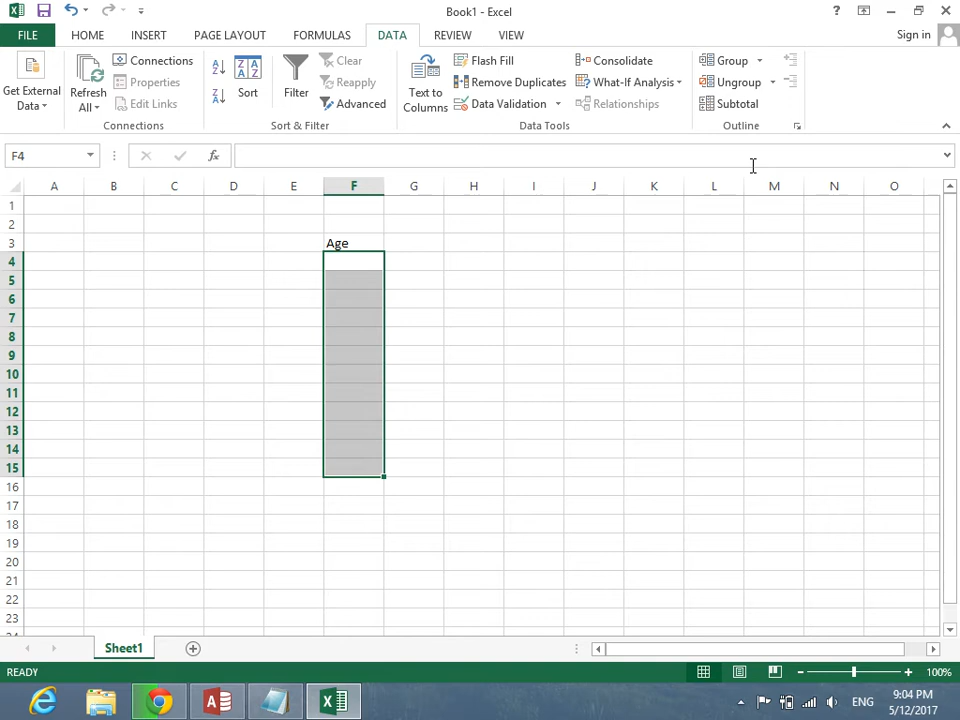 Book1 - Excel
?
Sign in
FILE HOME INSERT PAGE LAYOUT FORMULAS DATA REVIEW VIEW
Get External Data
Refresh All
Connections
Properties
Edit Links
Connections
A Z
Z A
Z A A Z
Sort
Filter
Clear
Reapply
Advanced
Sort & Filter
Text to Columns
Flash Fill
Remove Duplicates
Data Validation
Consolidate
What-If Analysis
Relationships
Data Tools
Group
Ungroup
Subtotal
Outline
F4
fx
A B C D E F G H I J K L M N O
1
2
3 Age
4
5
6
7
8
9
10
11
12
13
14
15
16
17
18
19
20
21
22
23
24
Sheet1
READY
100%
ENG
9:04 PM
5/12/2017